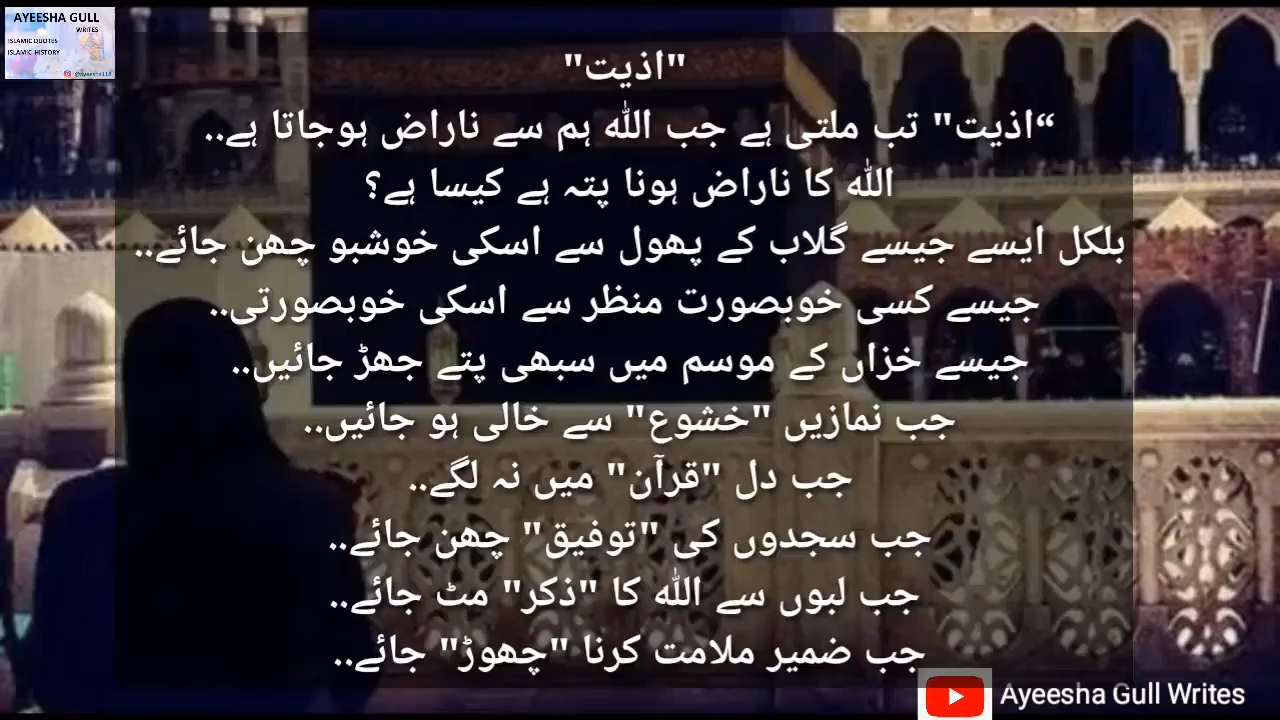 AYEESHA GULL
WRITES
ISLAMIC QUOTES
ISLAMIC HISTORY
"اذیت"
“اذیت" تب ملتی ہے جب اللّٰہ ہم سے ناراض ہوجاتا ہے..
اللّٰہ کا ناراض ہونا پتہ ہے کیسا ہے؟
بلکل ایسے جیسے گلاب کے پھول سے اسکی خوشبو چھن جائے..
جیسے کسی خوبصورت منظر سے اسکی خوبصورتی..
جیسے خزاں کے موسم میں سبھی پتے جھڑ جائیں..
جب نمازیں "خشوع" سے خالی ہو جائیں..
جب دل "قرآن" میں نہ لگے..
جب سجدوں کی "توفیق" چھن جائے..
جب لبوں سے اللّٰہ کا "ذکر" مٹ جائے..
جب ضمیر ملامت کرنا "چھوڑ" جائے..
Ayeesha Gull Writes